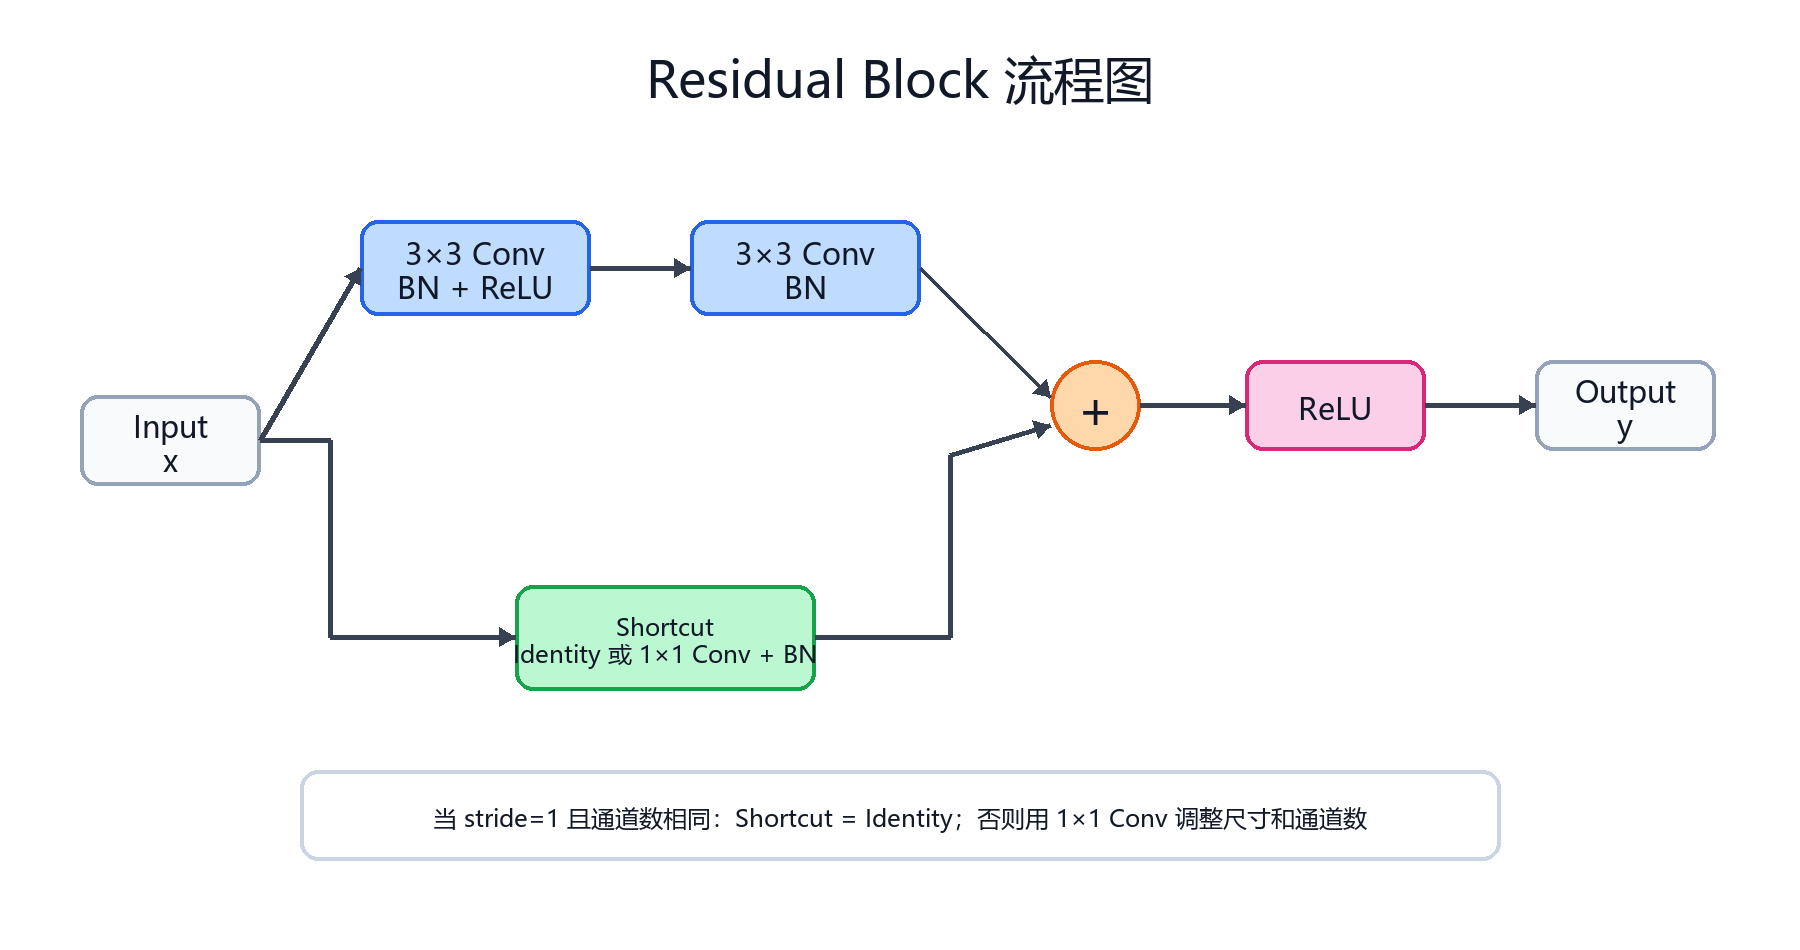 Residual Block 流程图
3×3 Conv
BN + ReLU
3×3 Conv
BN
Input
x
+
ReLU
Output
y
Shortcut
Identity 或 1×1 Conv + BN
当 stride=1 且通道数相同：Shortcut = Identity；否则用 1×1 Conv 调整尺寸和通道数